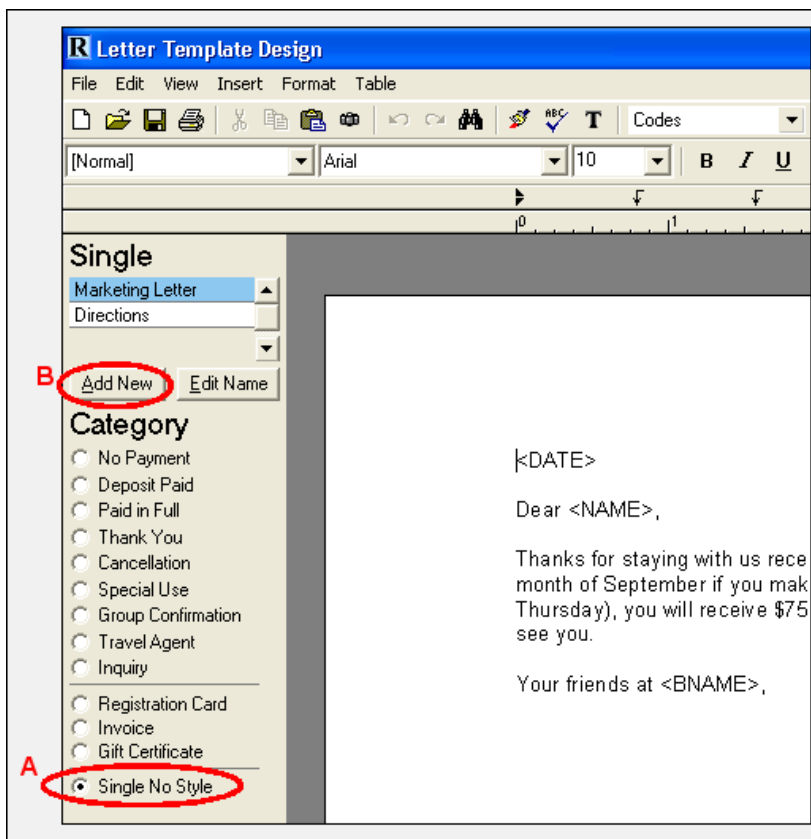 R Letter Template Design
File Edit View Insert Format Table
ABC T Codes
[Normal] Arial 10 B I U
0 1
Single
Marketing Letter
Directions
B Add New Edit Name
Category
No Payment
Deposit Paid
Paid in Full
Thank You
Cancellation
Special Use
Group Confirmation
Travel Agent
Inquiry
Registration Card
Invoice
Gift Certificate
A Single No Style
<DATE>
Dear <NAME>,
Thanks for staying with us rece
month of September if you mak
Thursday), you will receive $75
see you.
Your friends at <BNAME>,